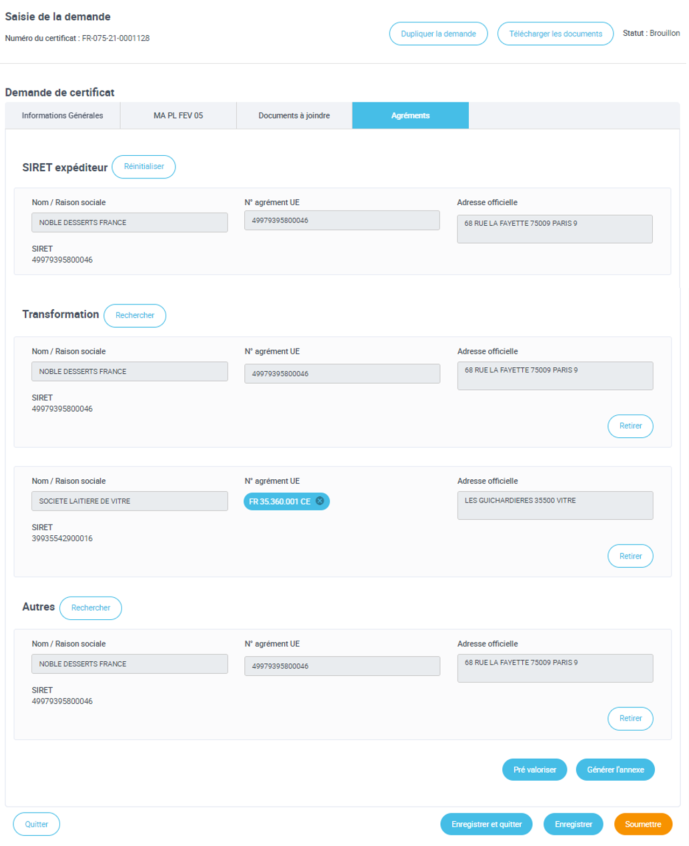 Saisie de la demande
Numéro du certificat : FR-075-21-0001128
Dupliquer la demande
Télécharger les documents
Statut : Brouillon
Demande de certificat
Informations Générales
MA PL FEV 05
Documents à joindre
Agréments
SIRET expéditeur
Réinitialiser
Nom / Raison sociale
N° agrément UE
Adresse officielle
NOBLE DESSERTS FRANCE
49979395800046
68 RUE LA FAYETTE 75009 PARIS 9
SIRET
49979395800046
Transformation
Rechercher
Nom / Raison sociale
N° agrément UE
Adresse officielle
NOBLE DESSERTS FRANCE
49979395800046
68 RUE LA FAYETTE 75009 PARIS 9
SIRET
49979395800046
Retirer
Nom / Raison sociale
N° agrément UE
Adresse officielle
SOCIETE LAITIERE DE VITRE
FR 35.360.001 CE
LES GUICHARDIERES 35500 VITRE
SIRET
39935542900016
Retirer
Autres
Rechercher
Nom / Raison sociale
N° agrément UE
Adresse officielle
NOBLE DESSERTS FRANCE
49979395800046
68 RUE LA FAYETTE 75009 PARIS 9
SIRET
49979395800046
Retirer
Pré valoriser
Générer l'annexe
Quitter
Enregistrer et quitter
Enregistrer
Soumettre